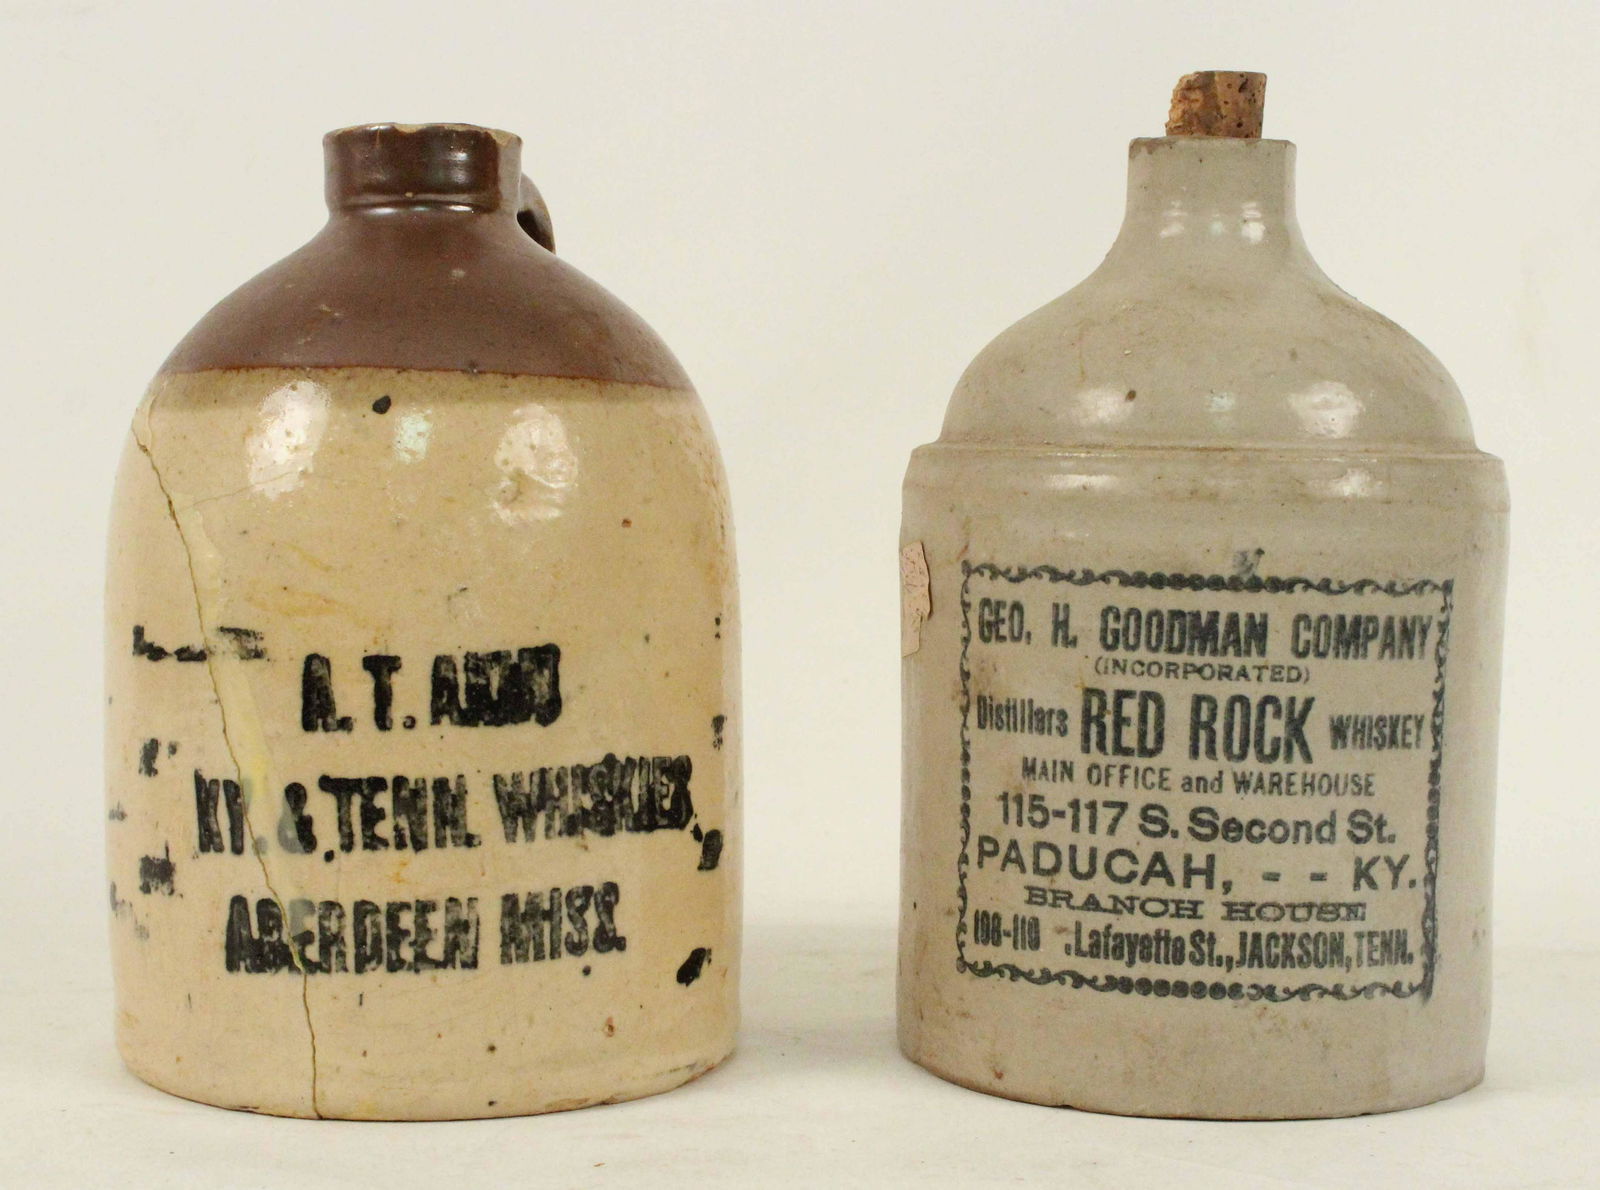 A. T.
KY. & TENN. WHISKIES
ABERDEEN MISS.
GEO. H. GOODMAN COMPANY
(INCORPORATED)
Distillers RED ROCK WHISKEY
MAIN OFFICE and WAREHOUSE
115-117 S. Second St.
PADUCAH, - - KY.
BRANCH HOUSE
108-110 Lafayette St., JACKSON, TENN.